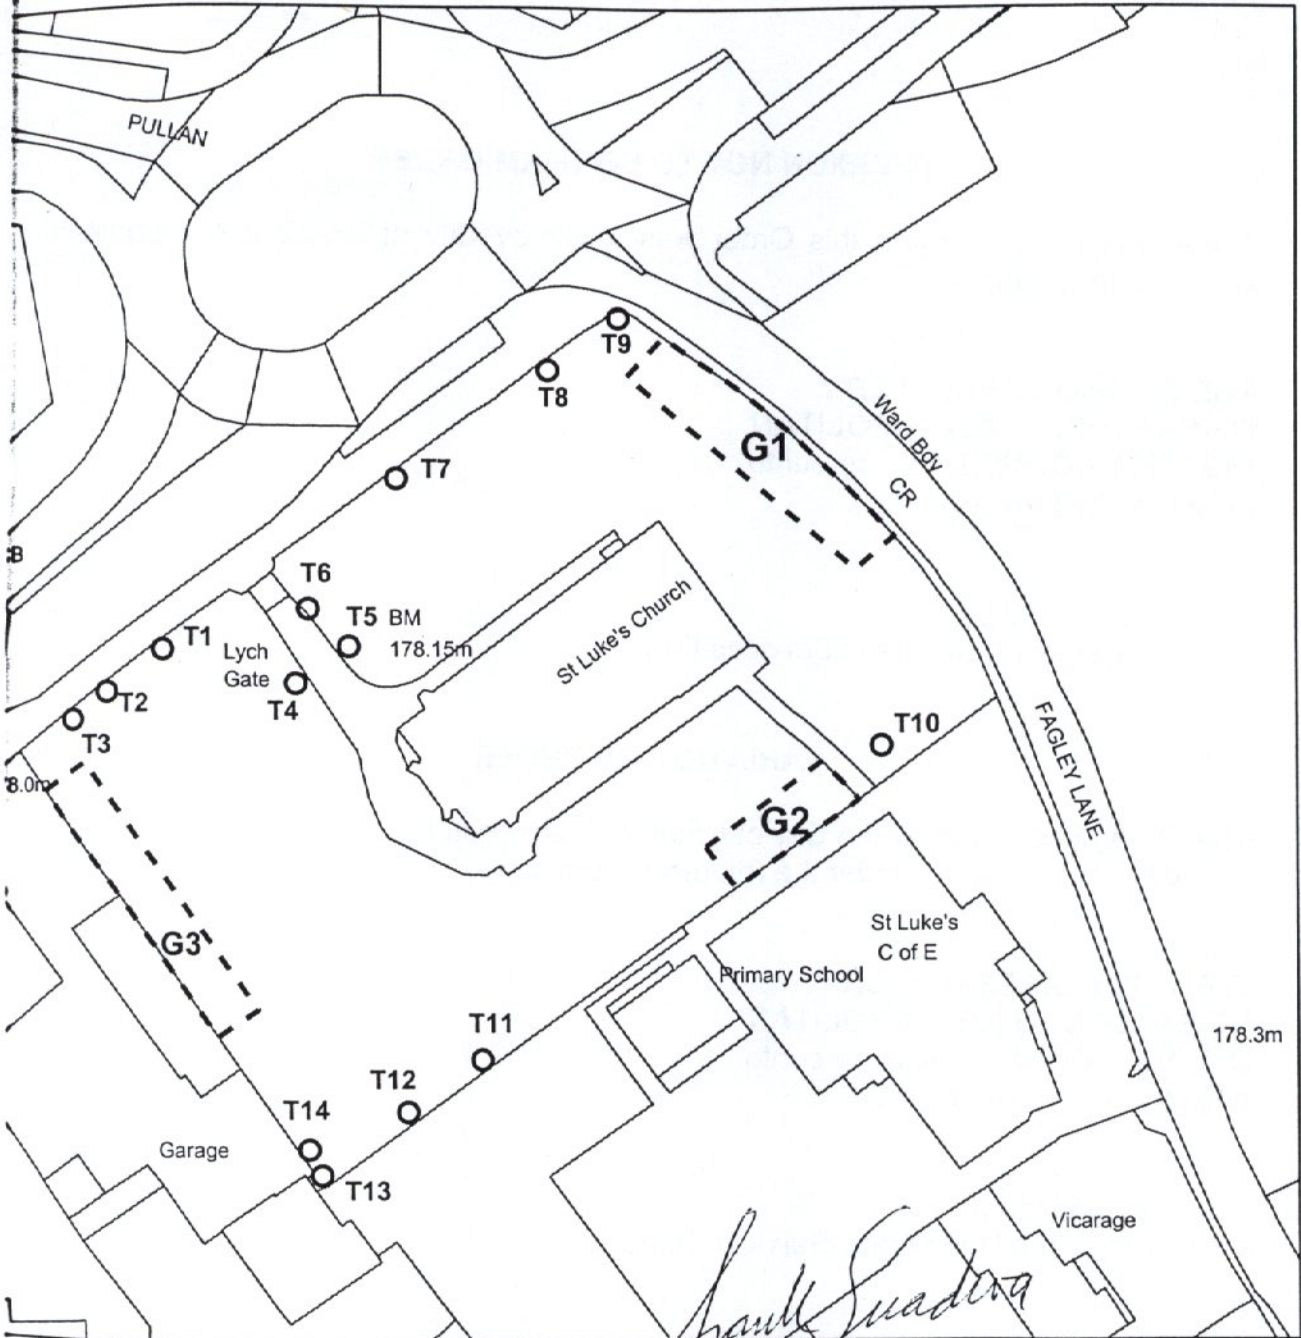 PULLAN
T9
T8
G1
Ward Bdy
CR
T7
B
T6
T5 BM
178.15m
St Luke's Church
T1
Lych
Gate
T4
T2
T3
T10
FAGLEY LANE
8.0m
G2
G3
St Luke's
C of E
Primary School
178.3m
T11
T12
T14
Garage
T13
Vicarage